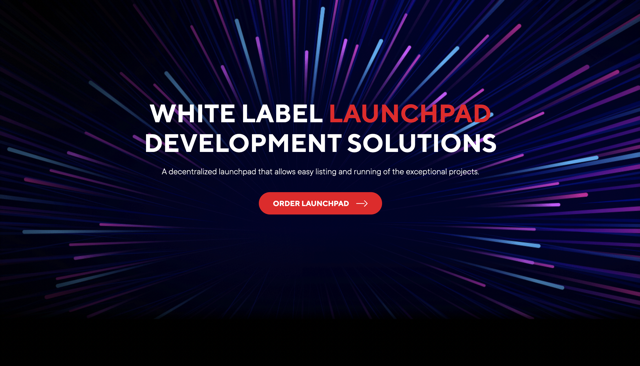 WHITE LABEL LAUNCHPAD
DEVELOPMENT SOLUTIONS
A decentralized launchpad that allows easy listing and running of the exceptional projects.
ORDER LAUNCHPAD